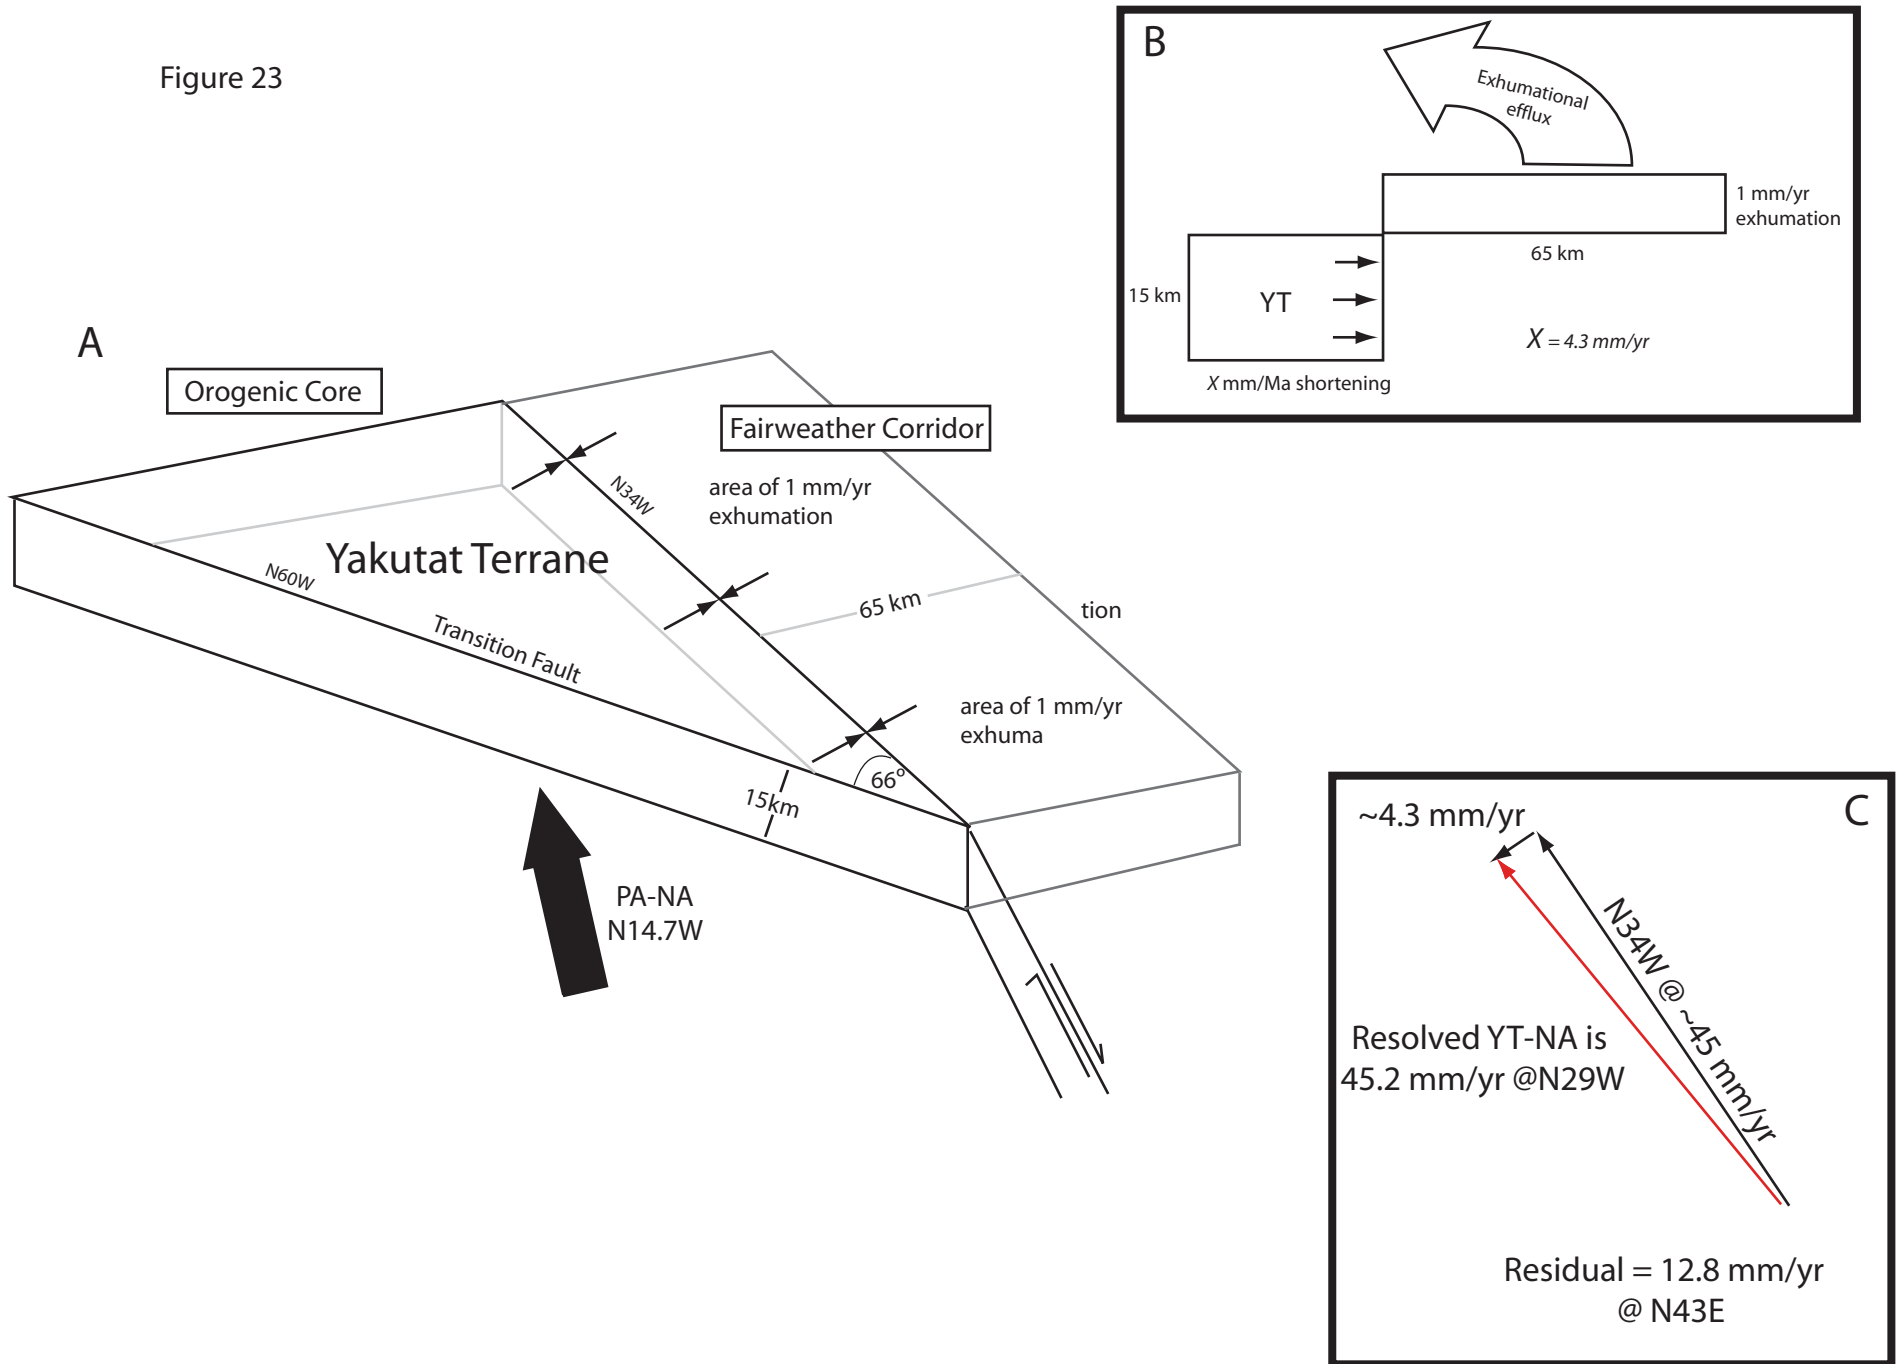 Figure 23
B
Exhumational
efflux
1 mm/yr
exhumation
65 km
15 km
YT
X = 4.3 mm/yr
X mm/Ma shortening
A
Orogenic Core
Fairweather Corridor
N34W
area of 1 mm/yr
exhumation
Yakutat Terrane
N60W
65 km
tion
Transition Fault
area of 1 mm/yr
exhuma
66º
15km
PA-NA
N14.7W
C
~4.3 mm/yr
N34W @ ~45 mm/yr
Resolved YT-NA is
45.2 mm/yr @N29W
Residual = 12.8 mm/yr
@ N43E